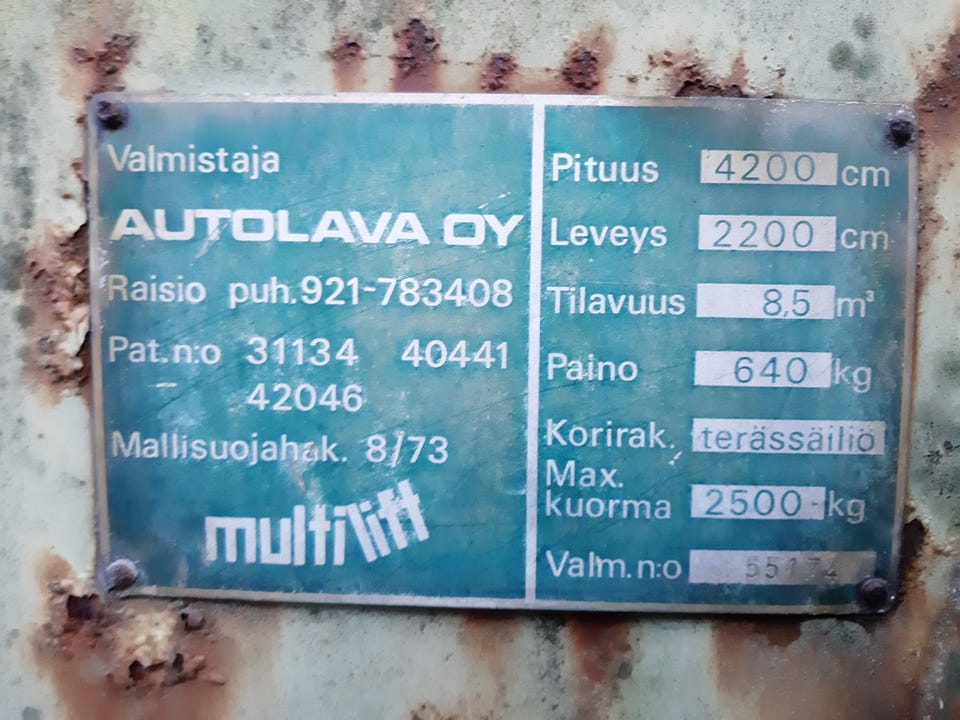 Valmistaja
AUTOLAVA OY
Raisio puh.921-783408
Pat.n:o 31134 40441
42046
Mallisuojahak. 8/73
multilift
Pituus 4200 cm
Leveys 2200 cm
Tilavuus 8,5 m³
Paino 640 kg
Korirak. terässäiliö
Max.
kuorma 2500 kg
Valm.n:o 55174